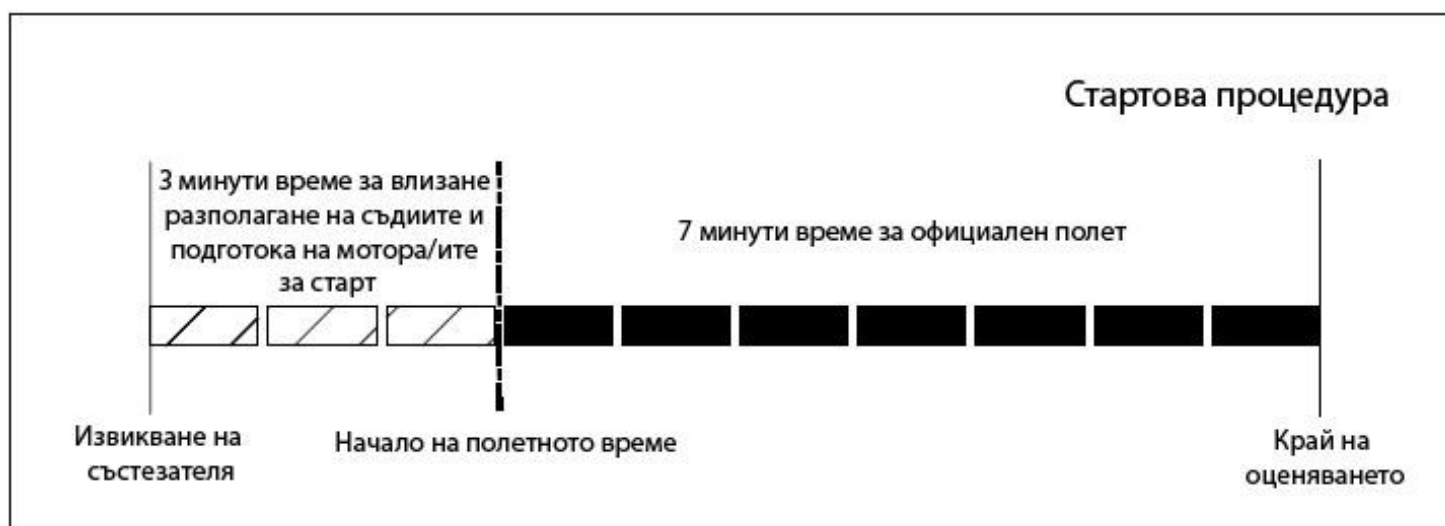 Стартова процедура
3 минути време за влизане
разполагане на съдиите и
подготока на мотора/ите
за старт
7 минути време за официален полет
Извикване на
състезателя
Начало на полетното време
Край на
оценяването